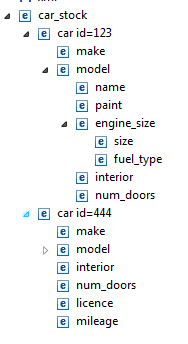 e car_stock
e car id=123
e make
e model
e name
e paint
e engine_size
e size
e fuel_type
e interior
e num_doors
e car id=444
e make
e model
e interior
e num_doors
e licence
e mileage